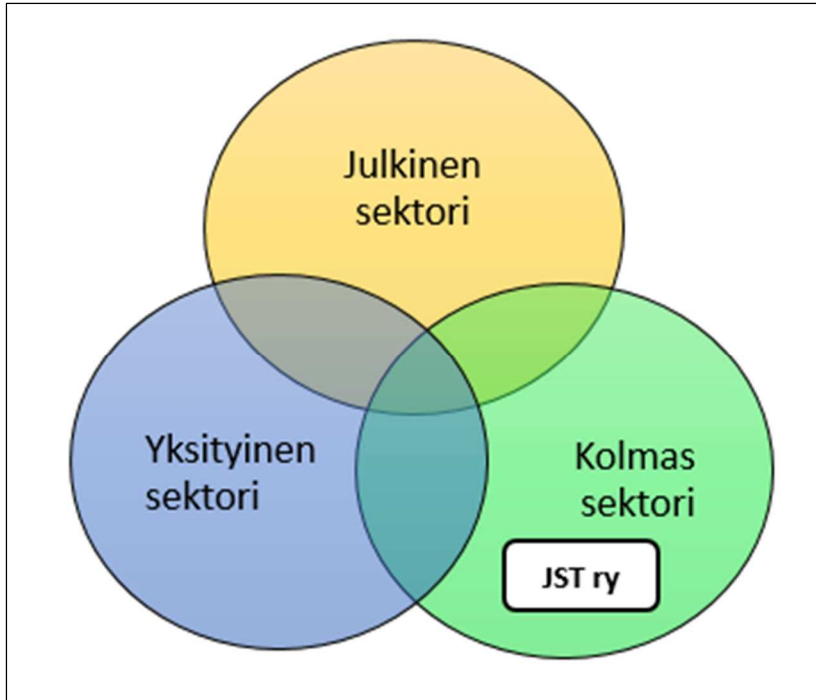 Julkinen
sektori
Yksityinen
sektori
Kolmas
sektori
JST ry